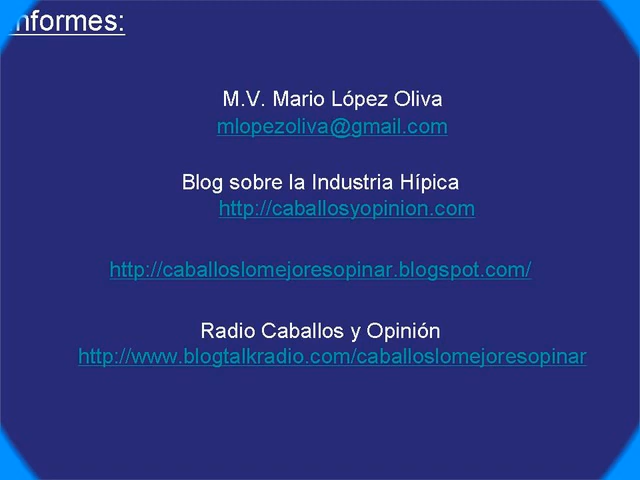 nformes:
M.V. Mario López Oliva
mlopezoliva@gmail.com
Blog sobre la Industria Hípica
http://caballosyopinion.com
http://caballoslomejoresopinar.blogspot.com/
Radio Caballos y Opinión
http://www.blogtalkradio.com/caballoslomejoresopinar